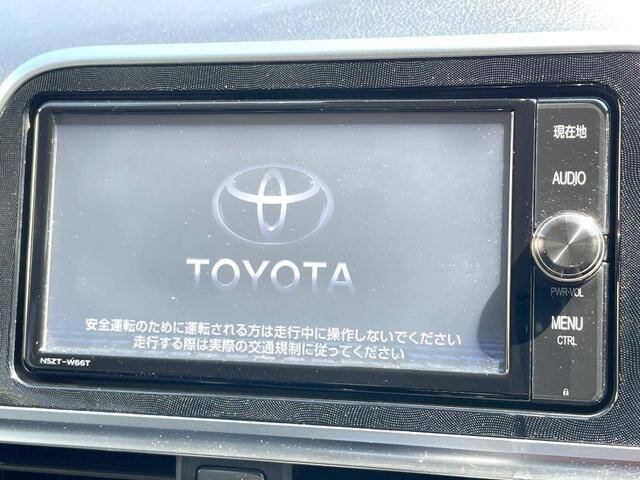 現在地
AUDIO
TOYOTA
PWR·VOL
安全運転のために運転される方は走行中に操作しないでください
走行する際は実際の交通規制に従ってください
MENU
CTRL
NSZT-W66T